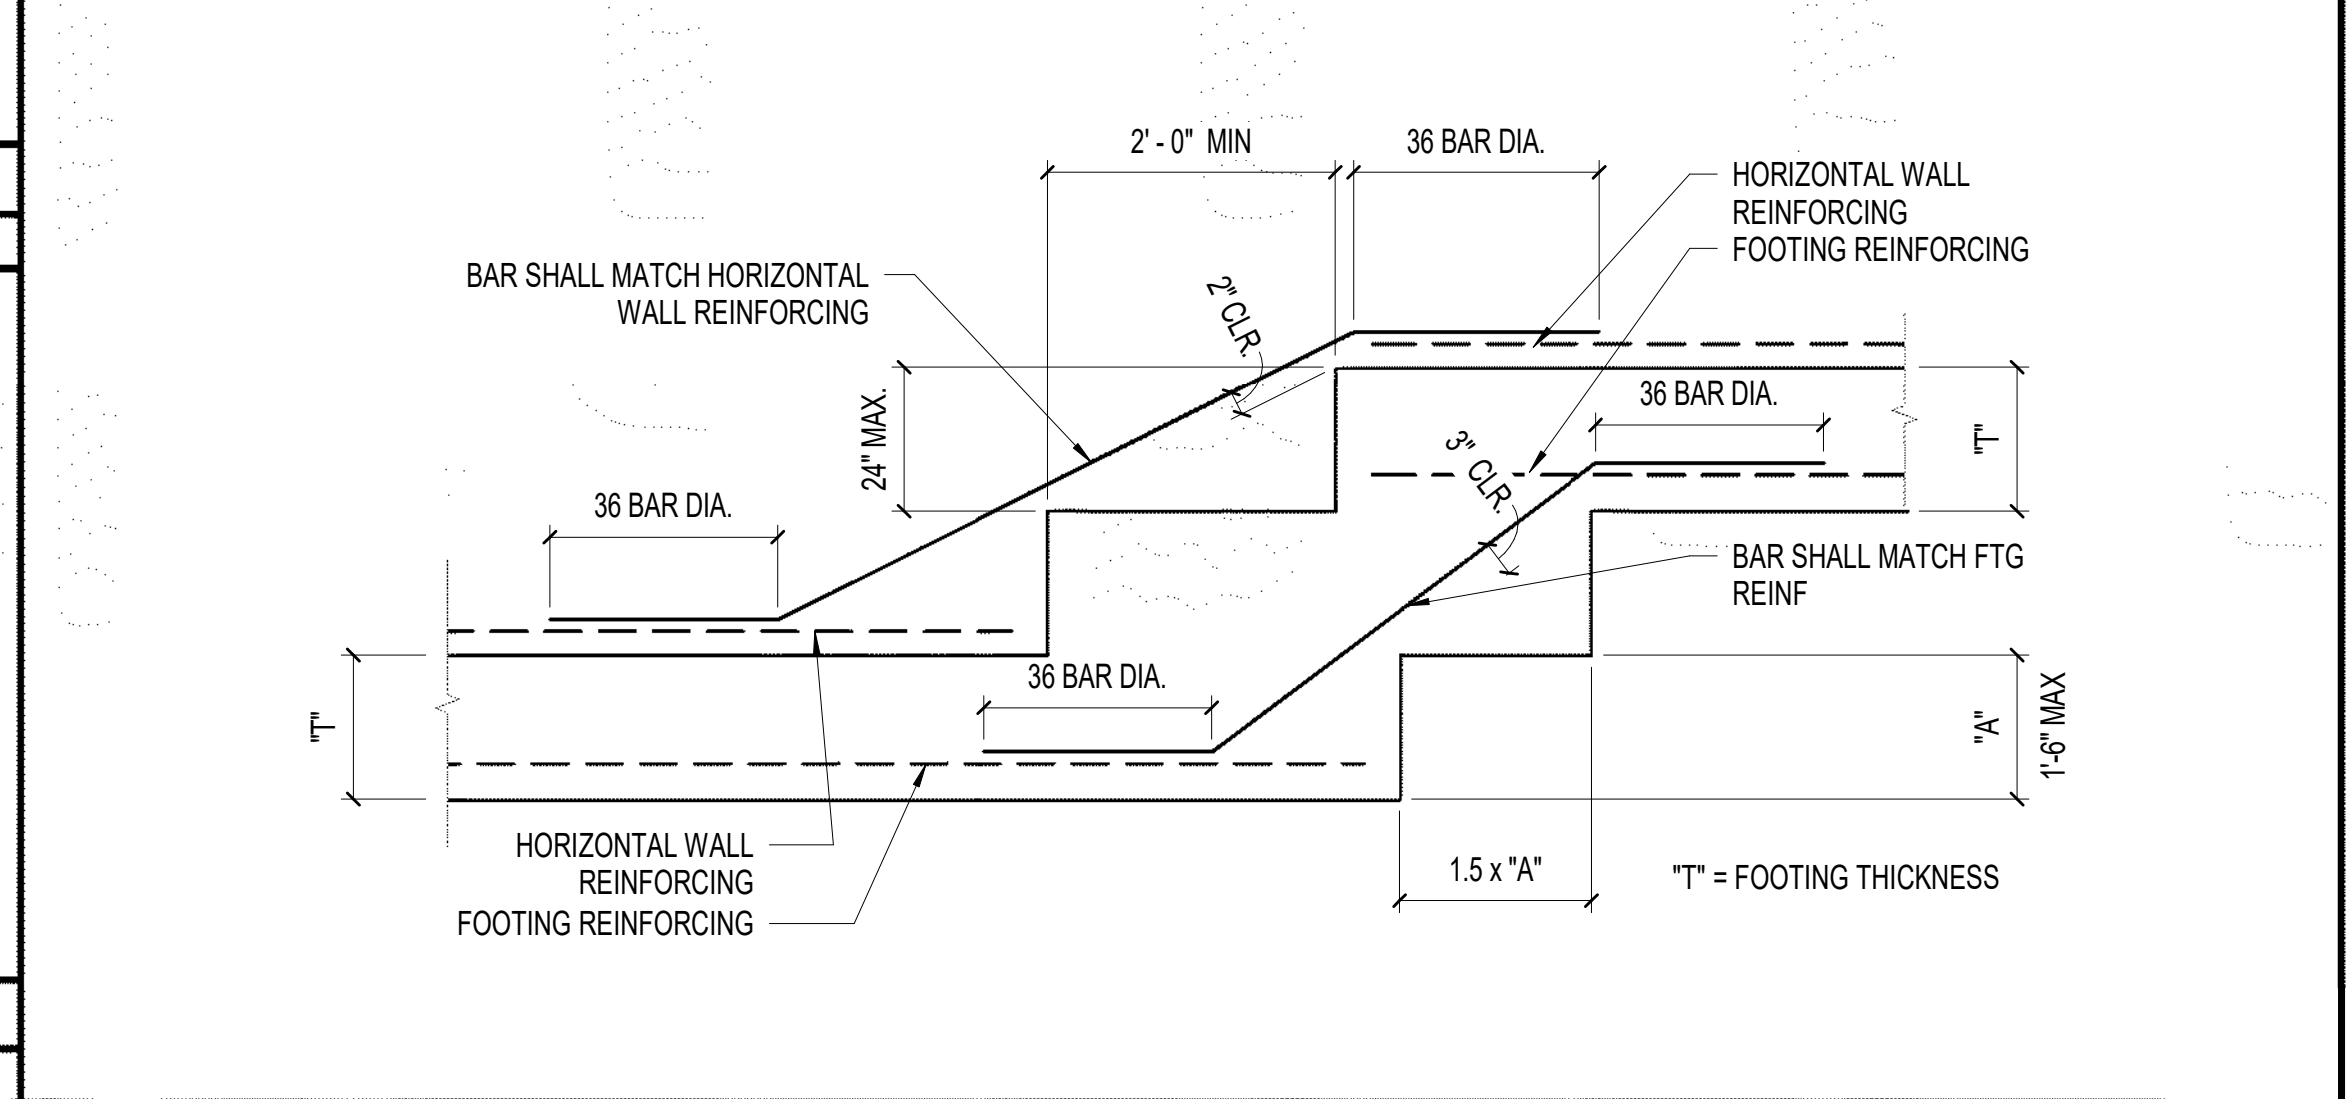 2' - 0" MIN
36 BAR DIA.
HORIZONTAL WALL
REINFORCING
FOOTING REINFORCING
BAR SHALL MATCH HORIZONTAL
WALL REINFORCING
2" CLR.
24" MAX.
36 BAR DIA.
"T"
3" CLR.
36 BAR DIA.
BAR SHALL MATCH FTG
REINF
36 BAR DIA.
"T"
"A"
1'-6" MAX
HORIZONTAL WALL
REINFORCING
FOOTING REINFORCING
1.5 x "A"
"T" = FOOTING THICKNESS